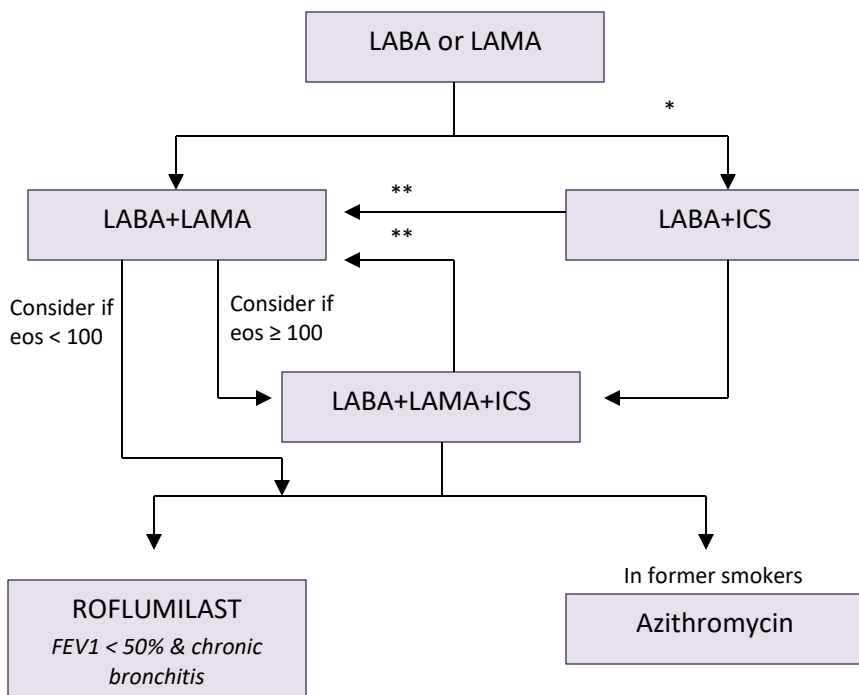 LABA or LAMA
*
**
LABA+LAMA
LABA+ICS
**
Consider if
eos < 100
Consider if
eos ≥ 100
LABA+LAMA+ICS
In former smokers
ROFLUMILAST
FEV1 < 50% & chronic
bronchitis
Azithromycin